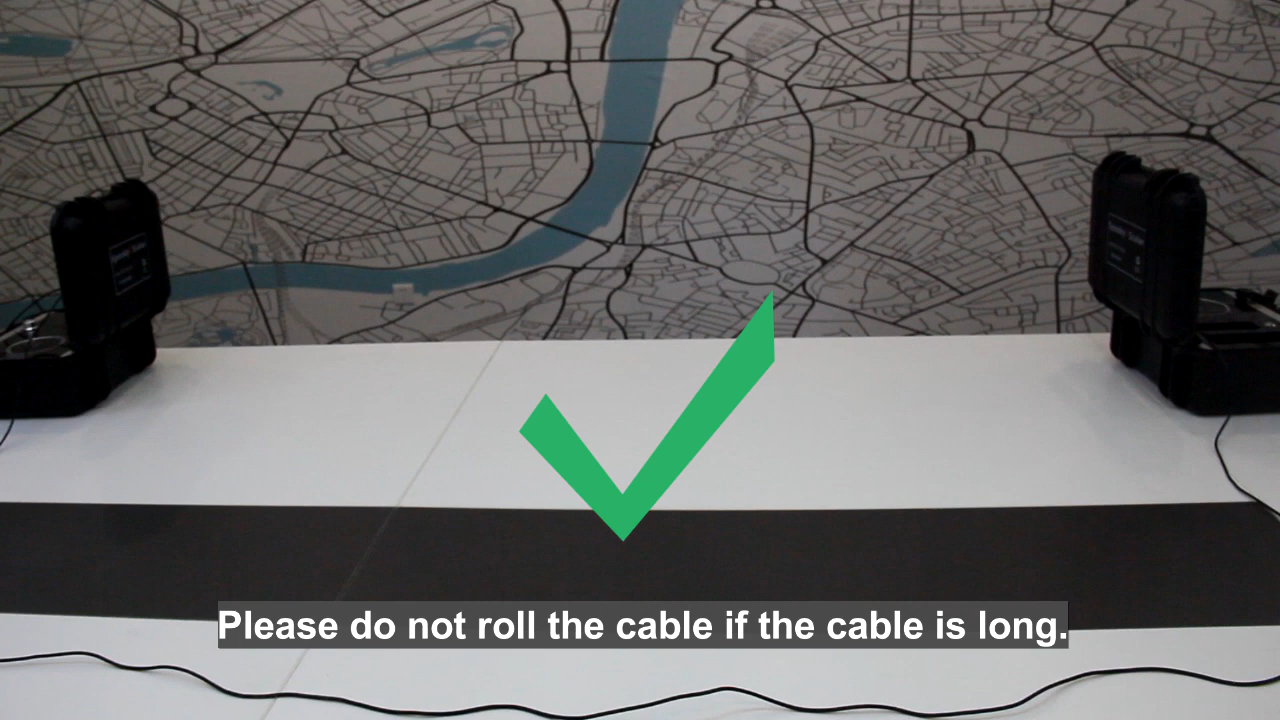 Please do not roll the cable if the cable is long.